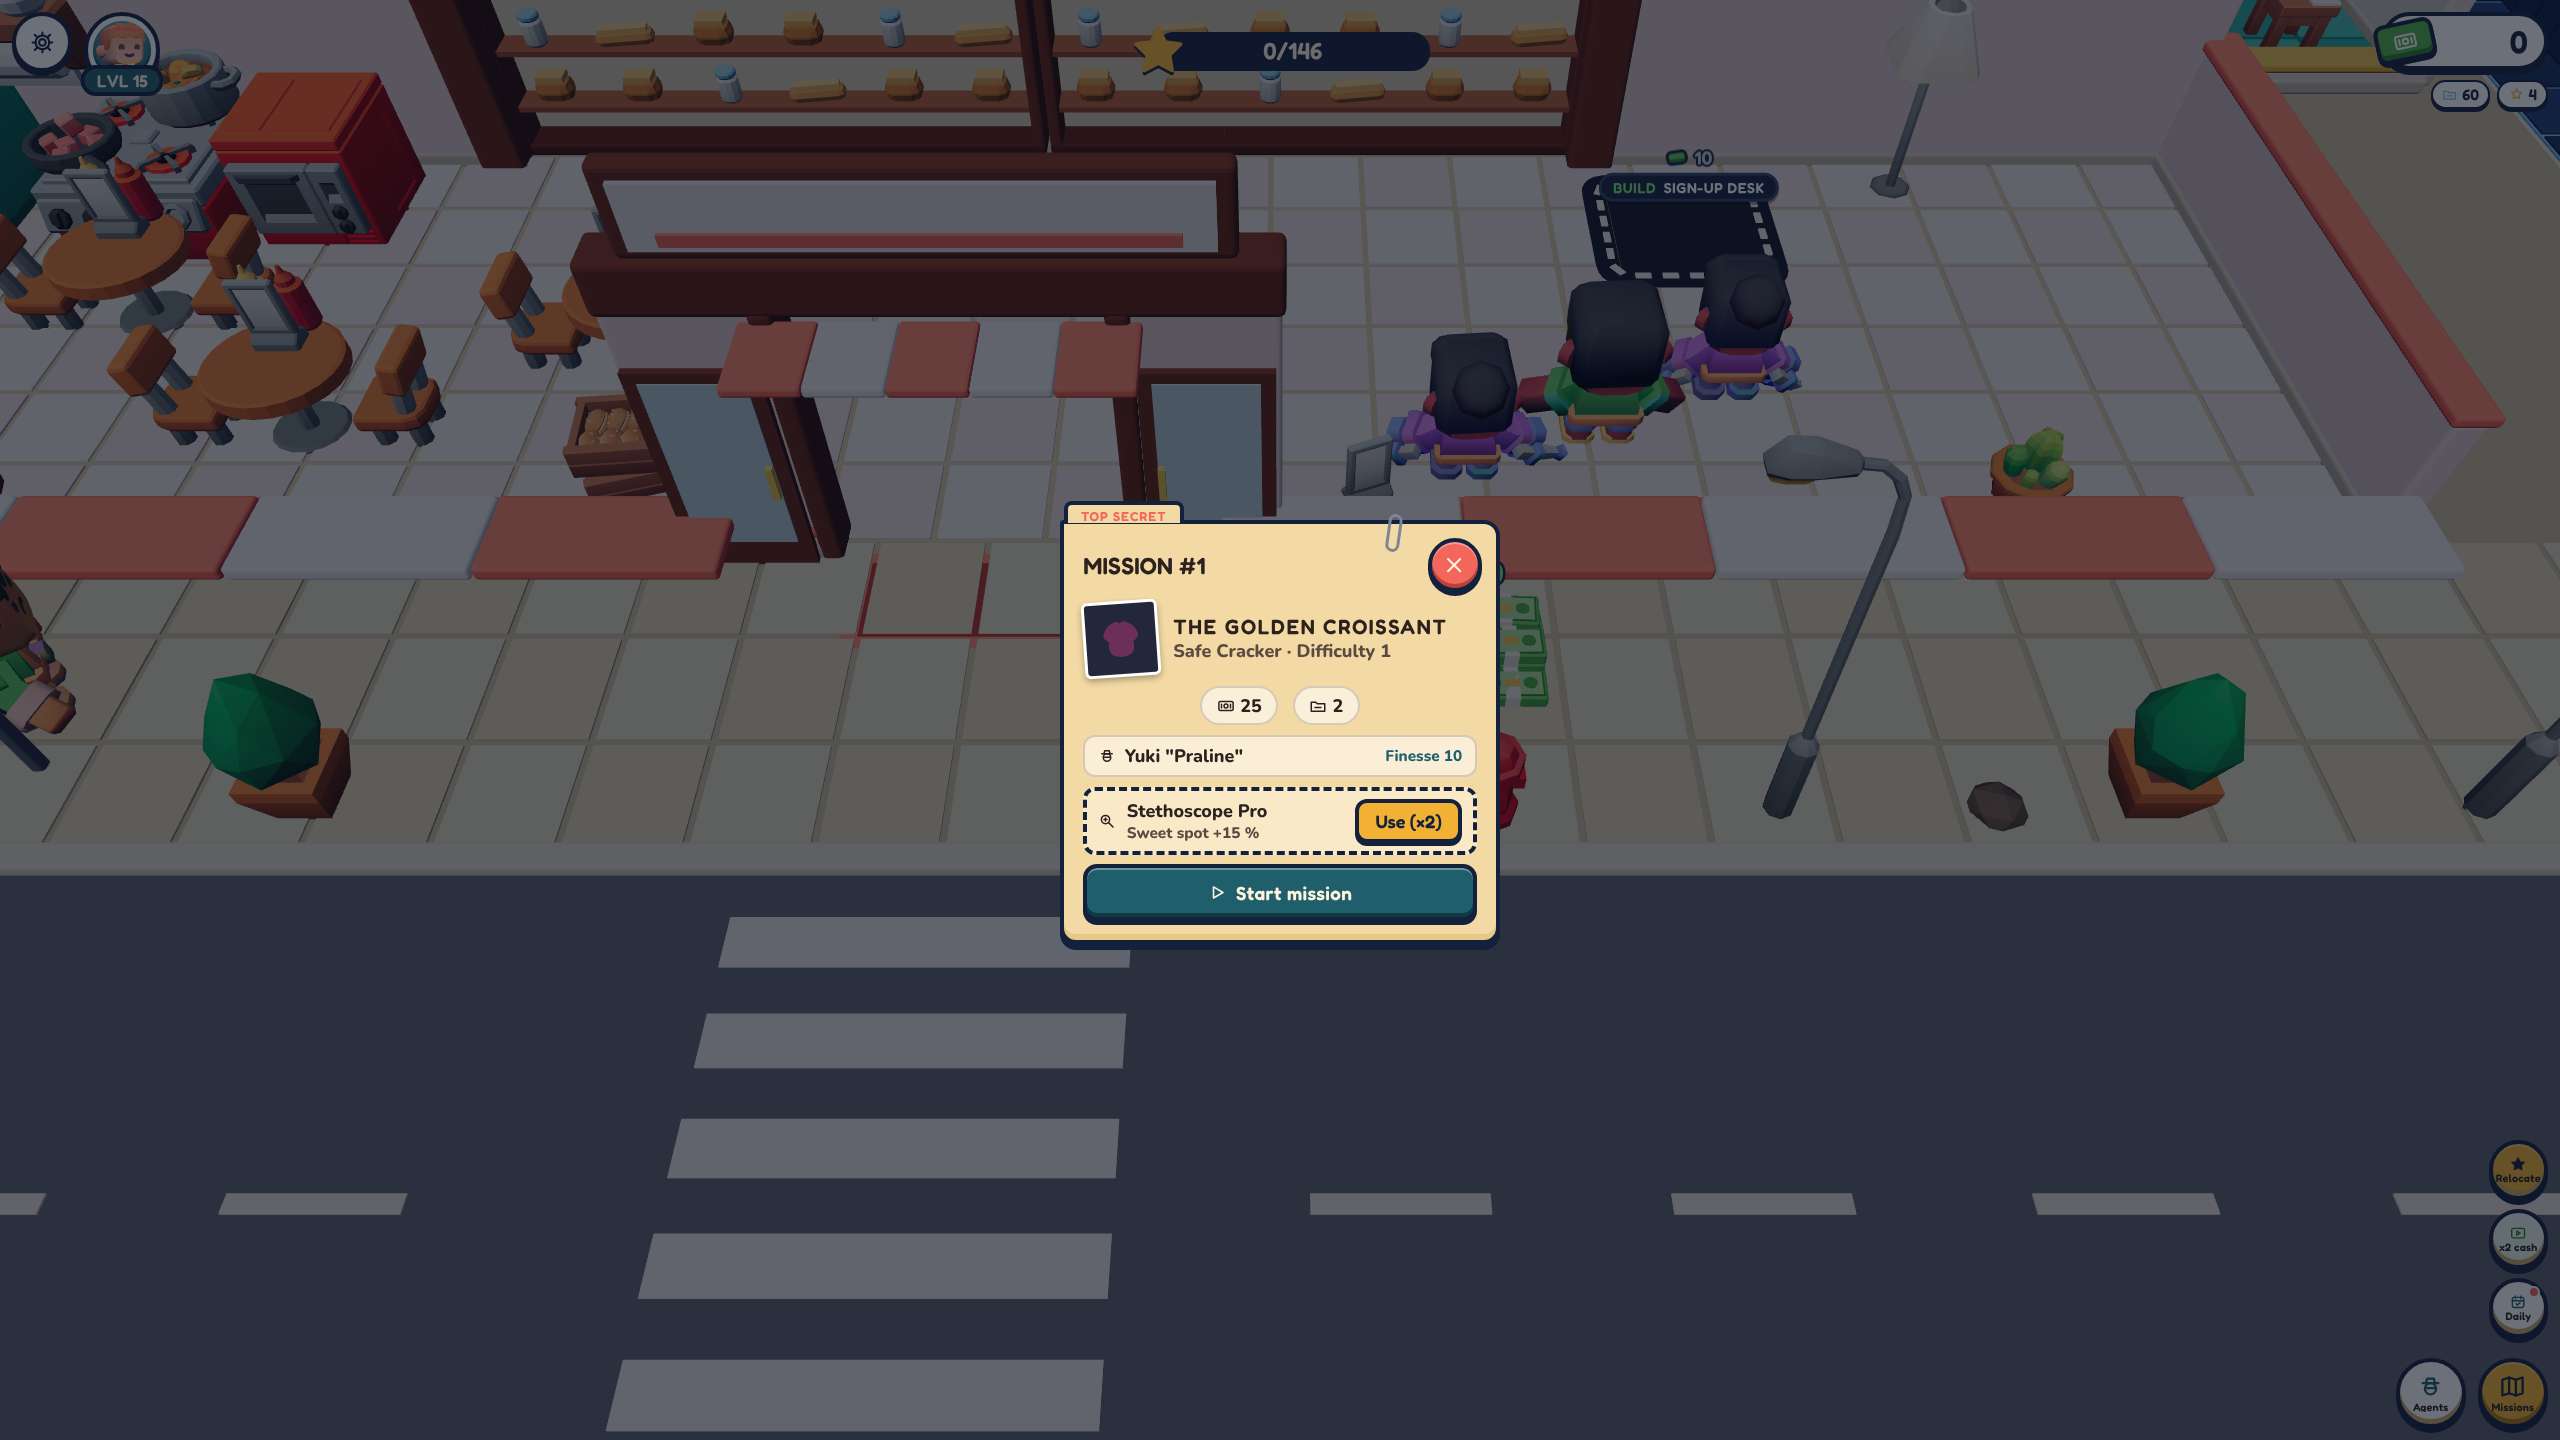 LVL 15
0/146
0
60
4
10
BUILD SIGN-UP DESK
TOP SECRET
MISSION #1
THE GOLDEN CROISSANT
Safe Cracker · Difficulty 1
25
2
Yuki "Praline"
Finesse 10
Stethoscope Pro
Sweet spot +15 %
Use (x2)
Start mission
Relocate
x2 cash
Daily
Agents
Missions